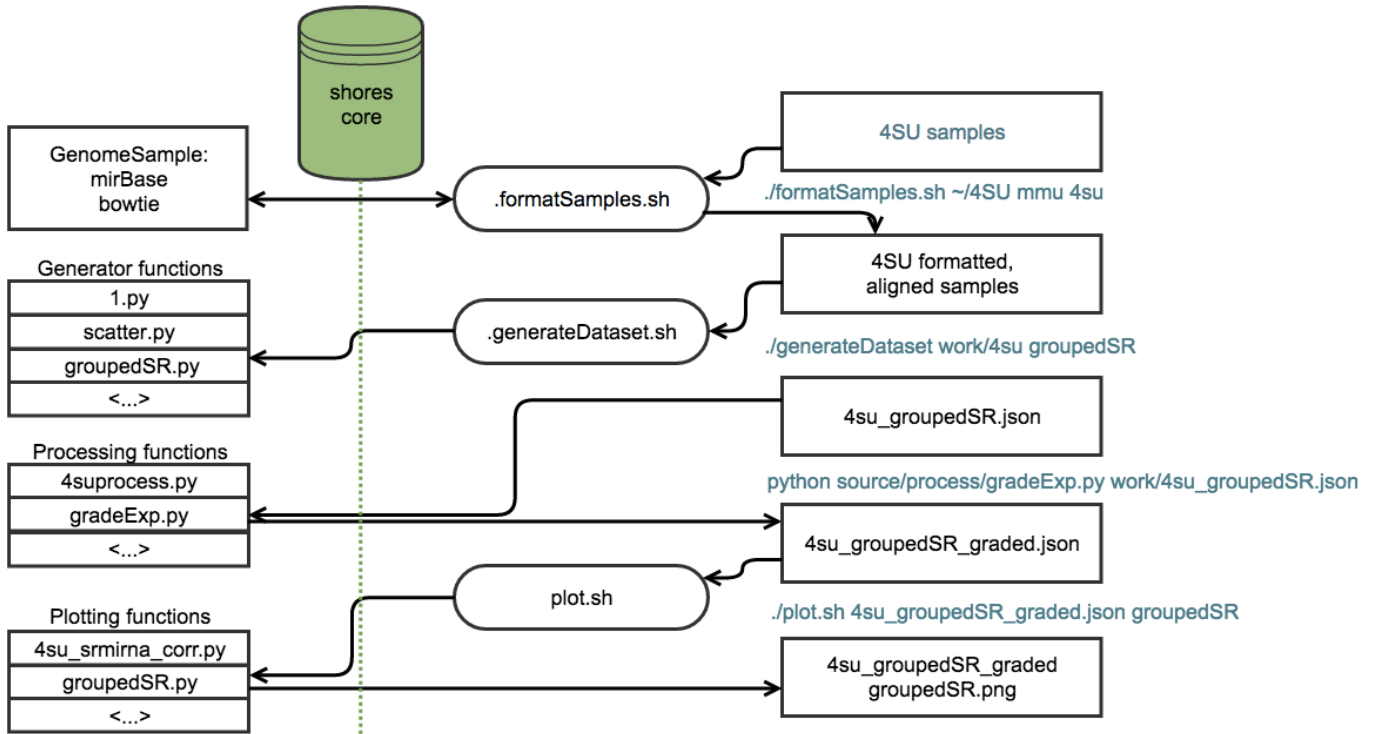 shores
core
4SU samples
GenomeSample:
mirBase
bowtie
.formatSamples.sh
./formatSamples.sh ~/4SU mmu 4su
4SU formatted,
aligned samples
Generator functions
1.py
scatter.py
groupedSR.py
<...>
.generateDataset.sh
./generateDataset work/4su groupedSR
4su_groupedSR.json
Processing functions
4suprocess.py
gradeExp.py
<...>
python source/process/gradeExp.py work/4su_groupedSR.json
4su_groupedSR_graded.json
plot.sh
./plot.sh 4su_groupedSR_graded.json groupedSR
Plotting functions
4su_srmirna_corr.py
groupedSR.py
<...>
4su_groupedSR_graded
groupedSR.png